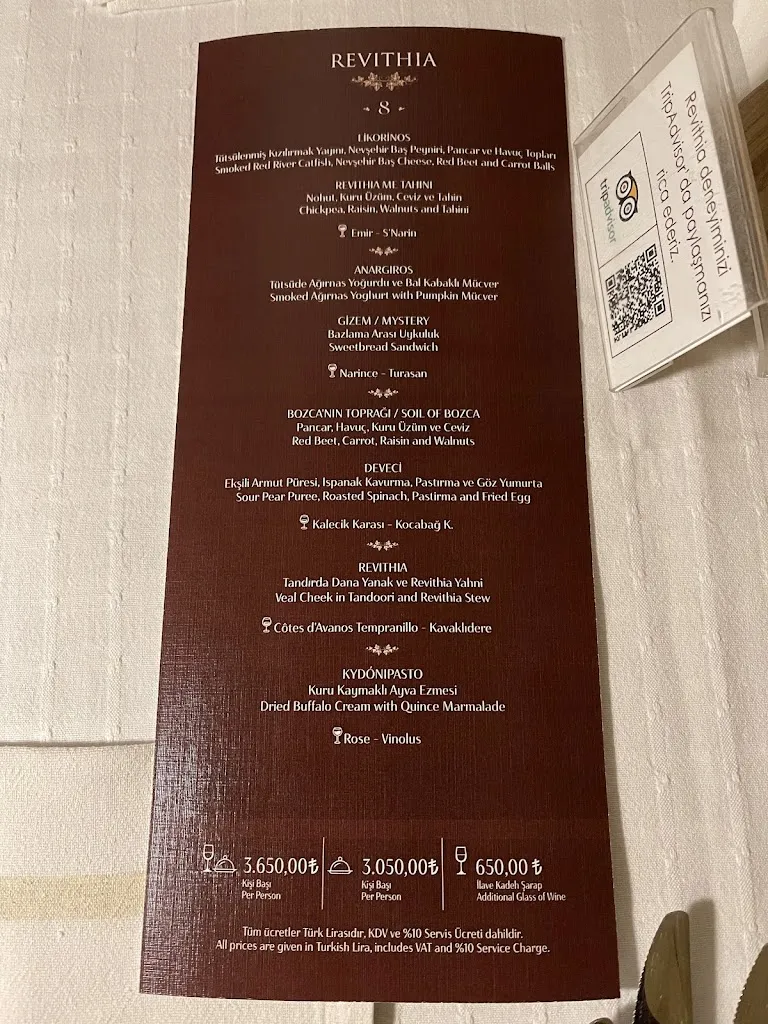 REVITHIA
8
LİKORİNOS
Tütsülenmiş Kızılırmak Yayını, Nevşehir Baş Peyniri, Pancar ve Havuç Topları
Smoked Red River Catfish, Nevşehir Baş Cheese, Red Beet and Carrot Balls
REVITHIA ME TAHINI
Nohut, Kuru Üzüm, Ceviz ve Tahin
Chickpea, Raisin, Walnuts and Tahini
Emir - S'Narin
ANARGIROS
Tütsüde Ağırnas Yoğurdu ve Bal Kabaklı Mücver
Smoked Ağırnas Yoghurt with Pumpkin Mücver
GİZEM / MYSTERY
Bazlama Arası Uykuluk
Sweetbread Sandwich
Narince - Turasan
BOZCA'NIN TOPRAĞI / SOIL OF BOZCA
Pancar, Havuç, Kuru Üzüm ve Ceviz
Red Beet, Carrot, Raisin and Walnuts
DEVECİ
Ekşili Armut Püresi, Ispanak Kavurma, Pastırma ve Göz Yumurta
Sour Pear Puree, Roasted Spinach, Pastirma and Fried Egg
Kalecik Karası - Kocabağ K.
REVITHIA
Tandırda Dana Yanak ve Revithia Yahni
Veal Cheek in Tandoori and Revithia Stew
Côtes d'Avanos Tempranillo - Kavaklıdere
KYDÓNIPASTO
Kuru Kaymaklı Ayva Ezmesi
Dried Buffalo Cream with Quince Marmalade
Rose - Vinolus
3.650,00₺
Kişi Başı
Per Person
3.050,00₺
Kişi Başı
Per Person
650,00 ₺
İlave Kadeh Şarap
Additional Glass of Wine
Tüm ücretler Türk Lirasıdır, KDV ve %10 Servis Ücreti dahildir.
All prices are given in Turkish Lira, includes VAT and %10 Service Charge.
Revithia deneyiminizi
TripAdvisor'da paylaşmanızı
rica ederiz.
tripadvisor